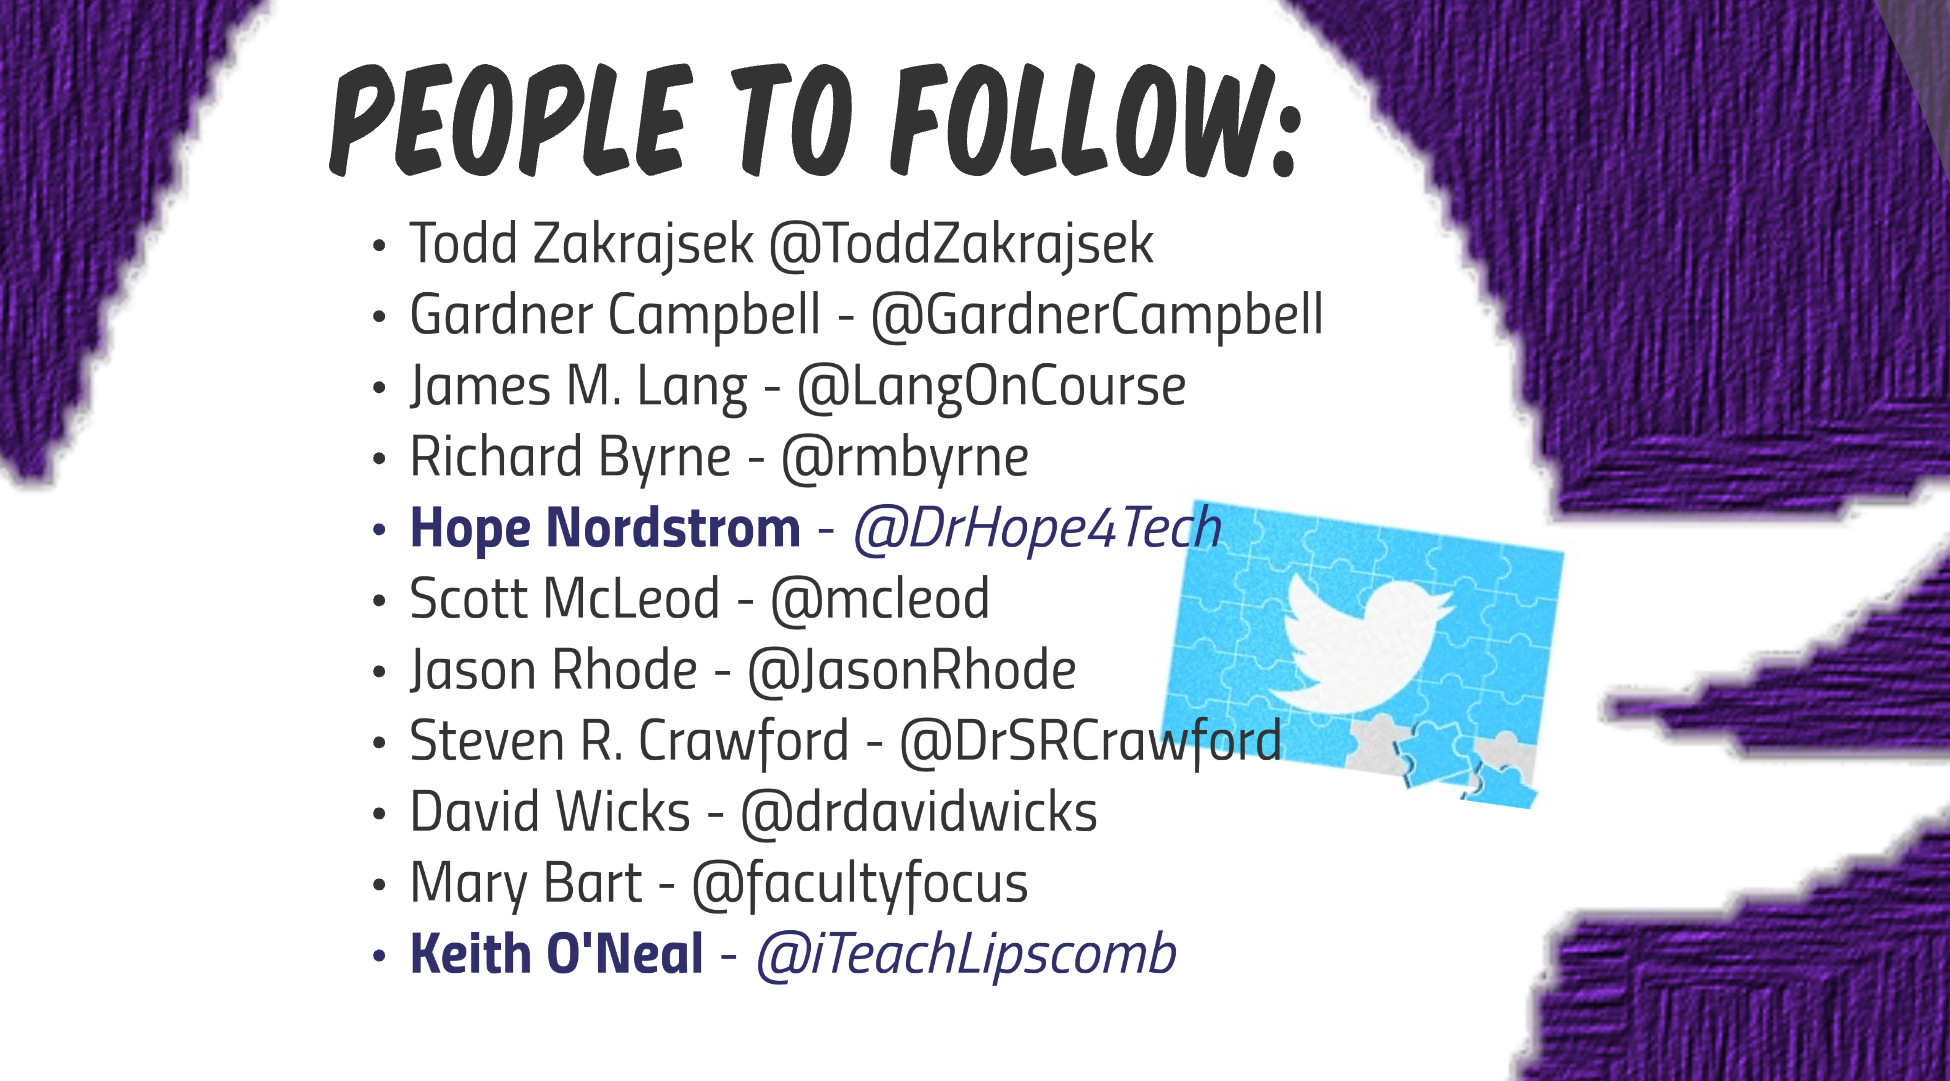 PEOPLE TO FOLLOW:
• Todd Zakrajsek @ToddZakrajsek
• Gardner Campbell - @GardnerCampbell
• James M. Lang - @LangOnCourse
• Richard Byrne - @rmbyrne
• Hope Nordstrom - @DrHope4Tech
• Scott McLeod - @mcleod
• Jason Rhode - @JasonRhode
• Steven R. Crawford - @DrSRCrawford
• David Wicks - @drdavidwicks
• Mary Bart - @facultyfocus
• Keith O'Neal - @iTeachLipscomb